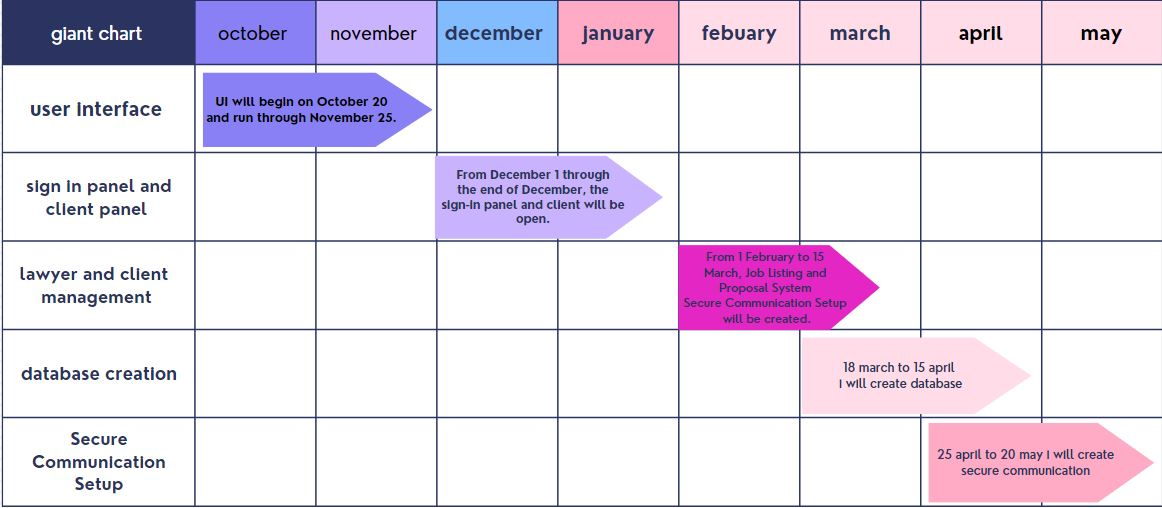 giant chart
october
november
december
january
febuary
march
april
may
user interface
UI will begin on October 20
and run through November 25.
sign in panel and
client panel
From December 1 through
the end of December, the
sign-in panel and client will be
open.
lawyer and client
management
From 1 February to 15
March, Job Listing and
Proposal System
Secure Communication Setup
will be created.
database creation
18 march to 15 april
I will create database
Secure
Communication
Setup
25 april to 20 may I will create
secure communication